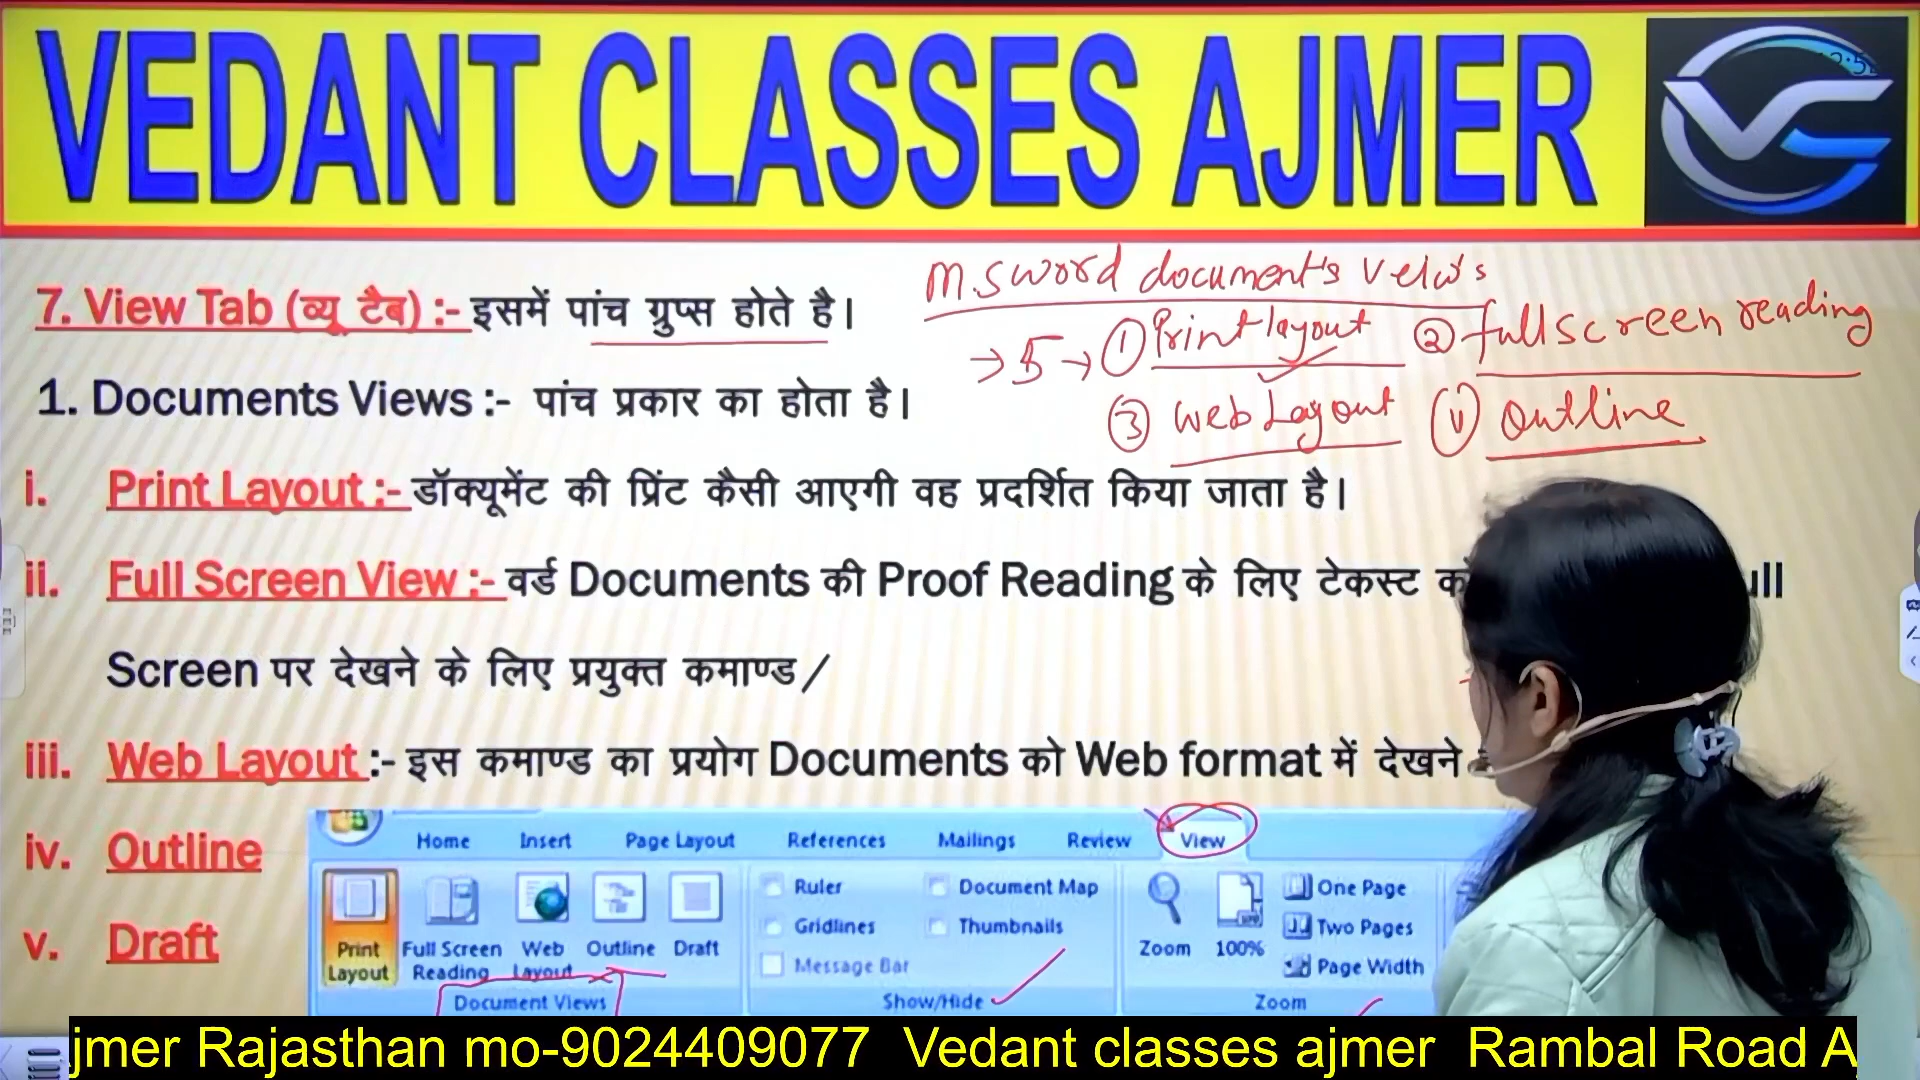 VEDANT CLASSES AJMER
M.S word document's veiw's
7. View Tab (व्यू टैब) :- इसमें पांच ग्रुप्स होते है।
→ 5 → ① Print layout ② full screen reading
1. Documents Views :- पांच प्रकार का होता है।
③ web Layout Ⓥ Outline
i. Print Layout :- डॉक्यूमेंट की प्रिंट कैसी आएगी वह प्रदर्शित किया जाता है।
ii. Full Screen View :- वर्ड Documents की Proof Reading के लिए टेकस्ट को
Screen पर देखने के लिए प्रयुक्त कमाण्ड/
iii. Web Layout :- इस कमाण्ड का प्रयोग Documents को Web format में देखने
iv. Outline
v. Draft
Home Insert Page Layout References Mailings Review View
Ruler Document Map One Page
Gridlines Thumbnails Two Pages
Print Layout Full Screen Reading Web Layout Outline Draft Zoom 100%
Message Bar Page Width
Document Views Show/Hide Zoom
jmer Rajasthan mo-9024409077 Vedant classes ajmer Rambal Road A